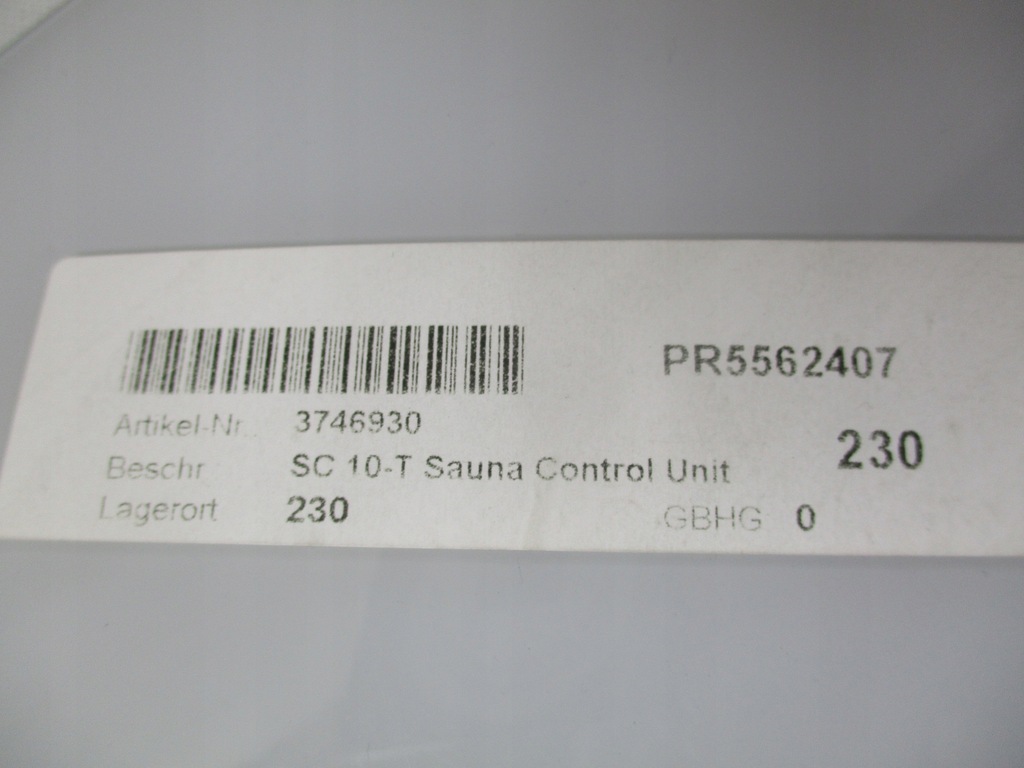 PR5562407
Artikel-Nr.: 3746930
230
Beschr SC 10-T Sauna Control Unit
Lagerort 230 GBHG 0